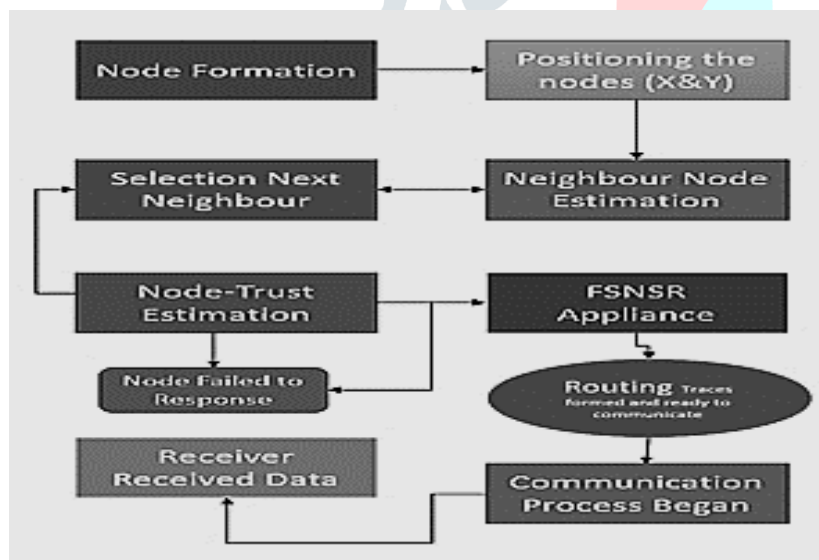 Node Formation
Positioning the
nodes (X&Y)
Selection Next
Neighbour
Neighbour Node
Estimation
Node-Trust
Estimation
FSNSR
Appliance
Node Failed to
Response
Routing Traces
formed and ready to
communicate
Receiver
Received Data
Communication
Process Began